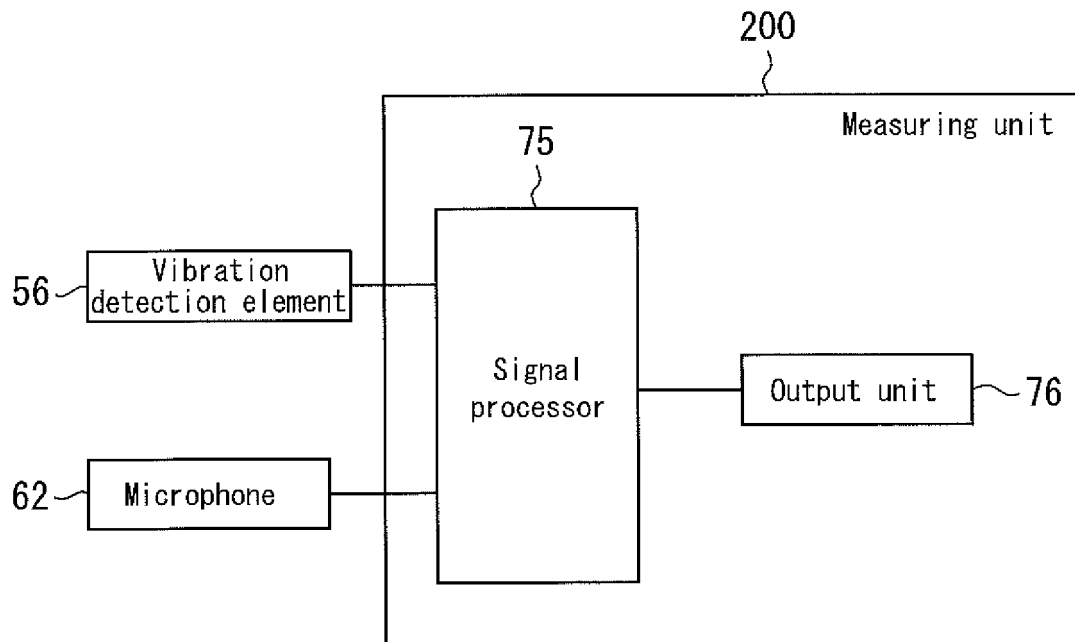 200
Measuring unit
75
Vibration
detection element
56
Signal
processor
Output unit
76
62
Microphone